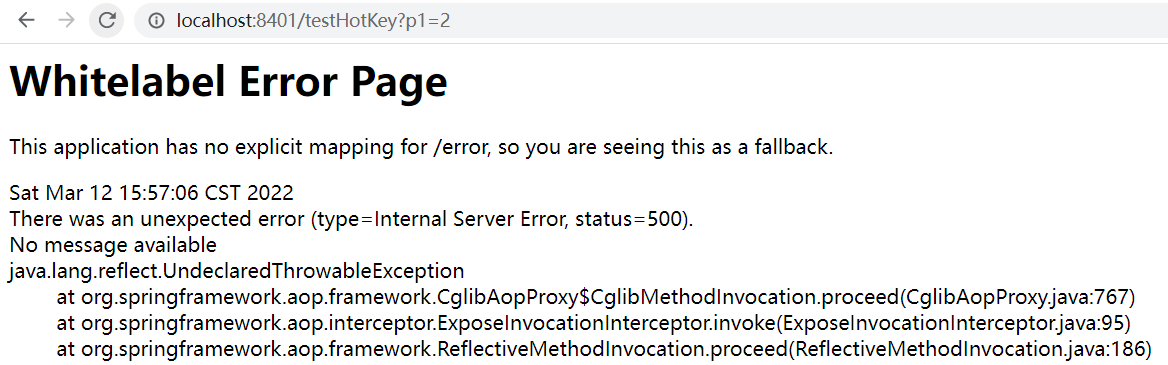 localhost:8401/testHotKey?p1=2
Whitelabel Error Page
This application has no explicit mapping for /error, so you are seeing this as a fallback.
Sat Mar 12 15:57:06 CST 2022
There was an unexpected error (type=Internal Server Error, status=500).
No message available
java.lang.reflect.UndeclaredThrowableException
at org.springframework.aop.framework.CglibAopProxy$CglibMethodInvocation.proceed(CglibAopProxy.java:767)
at org.springframework.aop.interceptor.ExposeInvocationInterceptor.invoke(ExposeInvocationInterceptor.java:95)
at org.springframework.aop.framework.ReflectiveMethodInvocation.proceed(ReflectiveMethodInvocation.java:186)